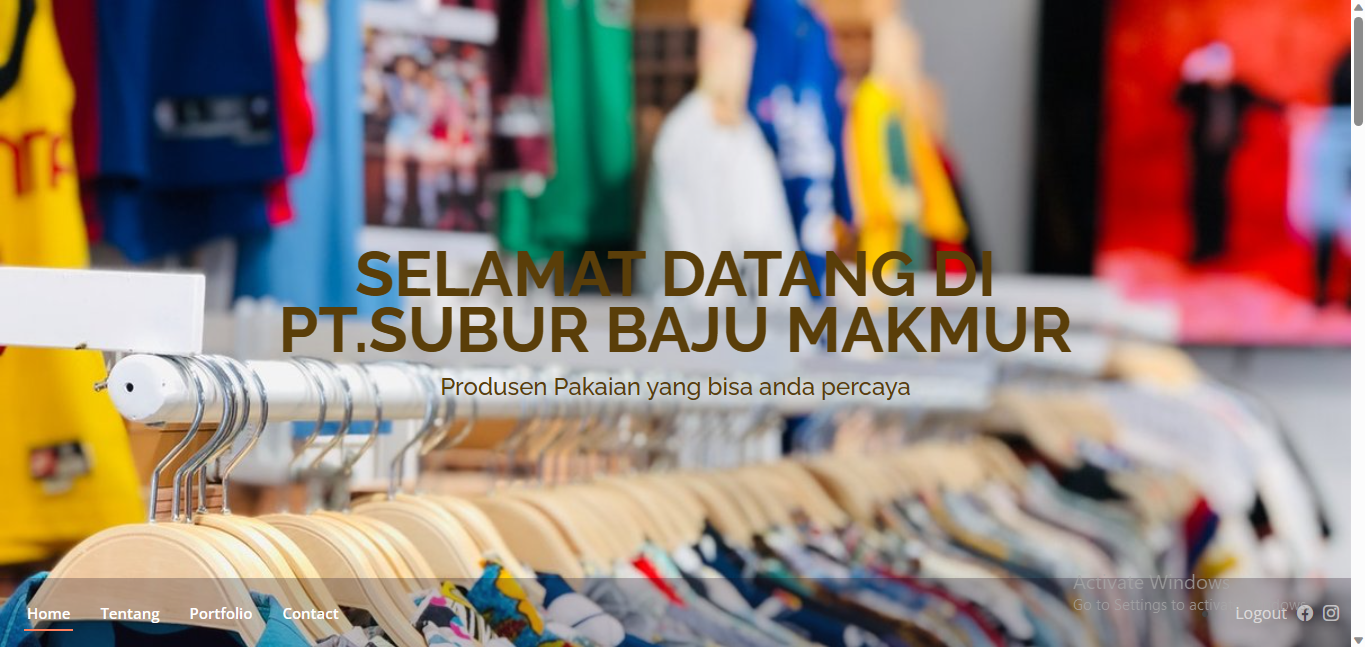 SELAMAT DATANG DI
PT.SUBUR BAJU MAKMUR
Produsen Pakaian yang bisa anda percaya
Activate Windows
Go to Settings to activate
Home Tentang Portfolio Contact Logout